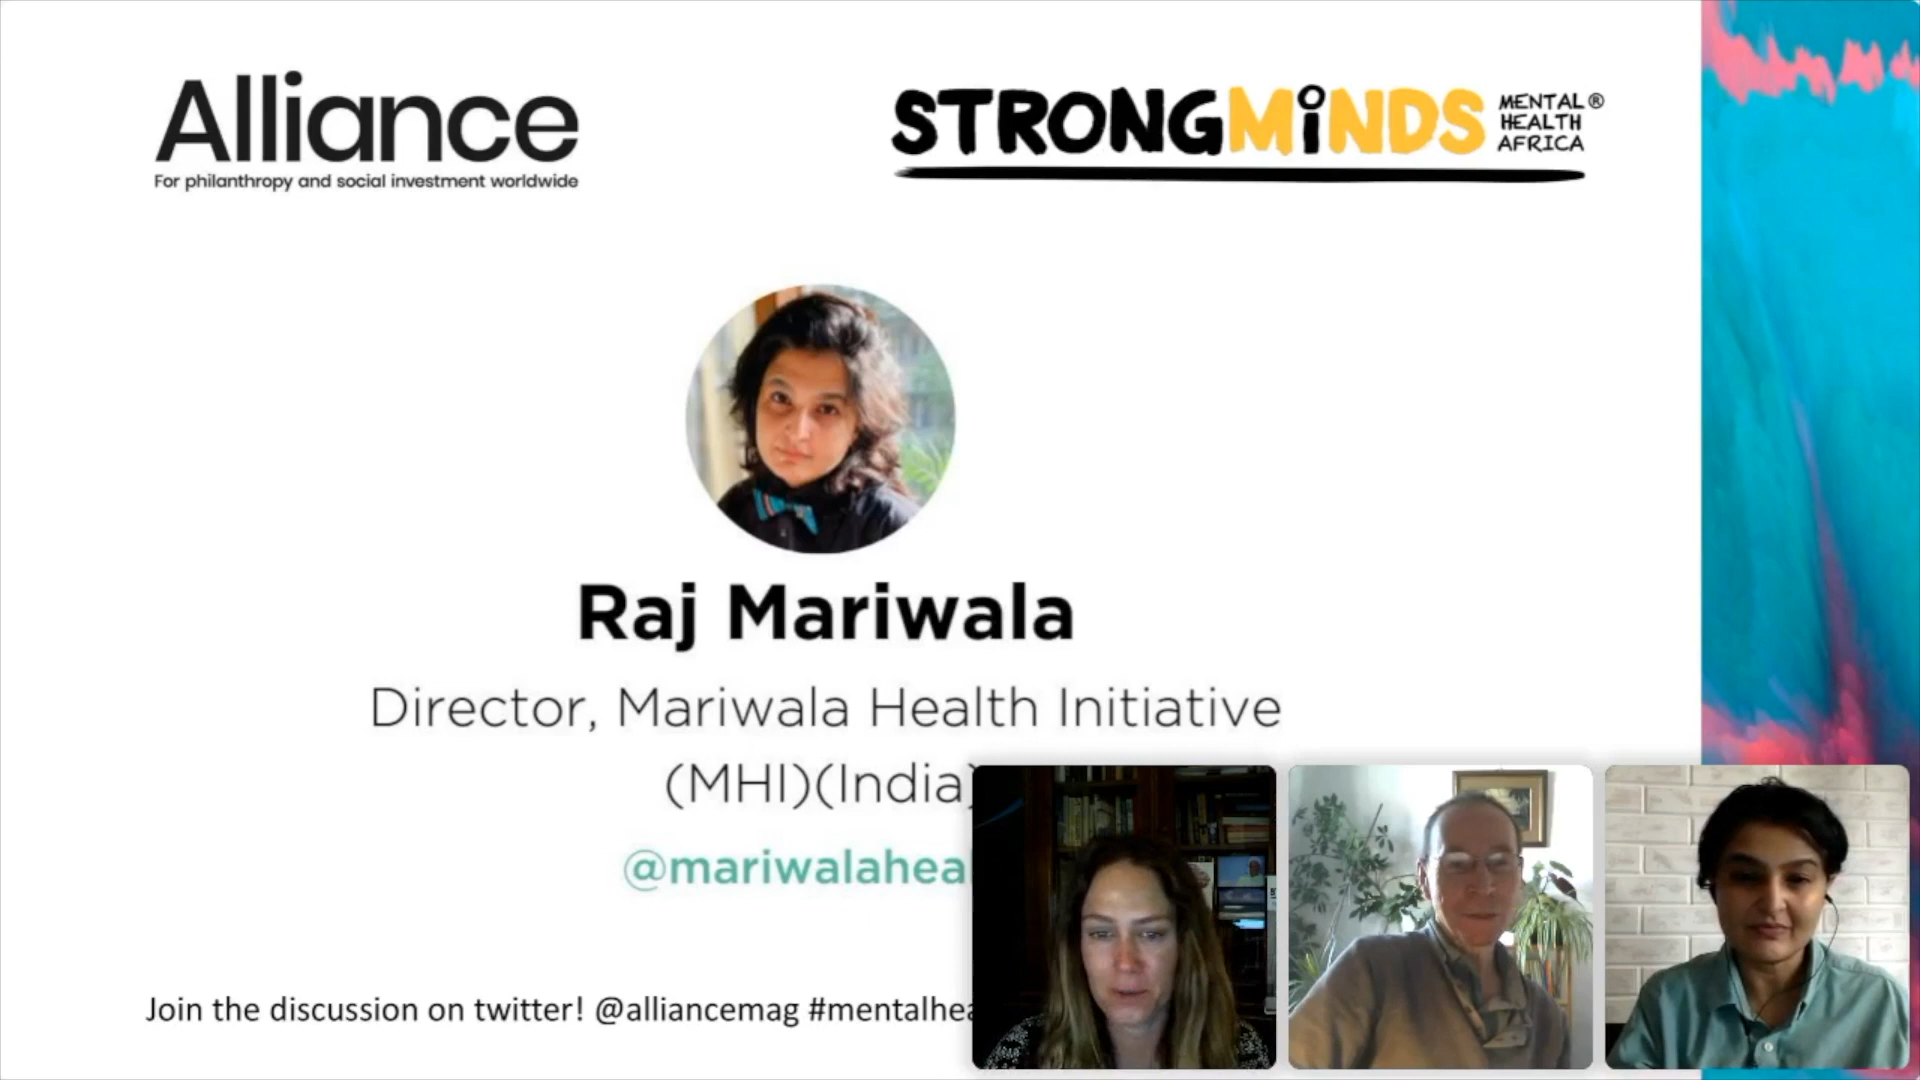 Alliance
For philanthropy and social investment worldwide
STRONGMiNDS
MENTAL®
HEALTH
AFRICA
Raj Mariwala
Director, Mariwala Health Initiative
(MHI)(India)
@mariwalaheal
Join the discussion on twitter! @alliancemag #mentalhea